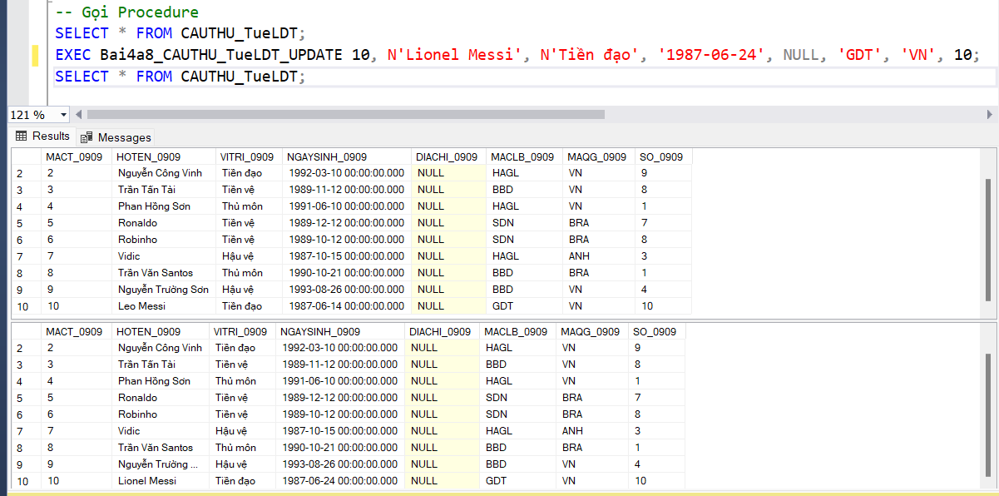 -- Gọi Procedure
SELECT * FROM CAUTHU_TueLDT;
EXEC Bai4a8_CAUTHU_TueLDT_UPDATE 10, N'Lionel Messi', N'Tiền đạo', '1987-06-24', NULL, 'GDT', 'VN', 10;
SELECT * FROM CAUTHU_TueLDT;
121 %
Results Messages
MACT_0909 HOTEN_0909 VITRI_0909 NGAYSINH_0909 DIACHI_0909 MACLB_0909 MAQG_0909 SO_0909
2 2 Nguyễn Công Vinh Tiền đạo 1992-03-10 00:00:00.000 NULL HAGL VN 9
3 3 Trần Tấn Tài Tiền vệ 1989-11-12 00:00:00.000 NULL BBD VN 8
4 4 Phan Hồng Sơn Thủ môn 1991-06-10 00:00:00.000 NULL HAGL VN 1
5 5 Ronaldo Tiền vệ 1989-12-12 00:00:00.000 NULL SDN BRA 7
6 6 Robinho Tiền vệ 1989-10-12 00:00:00.000 NULL SDN BRA 8
7 7 Vidic Hậu vệ 1987-10-15 00:00:00.000 NULL HAGL ANH 3
8 8 Trần Văn Santos Thủ môn 1990-10-21 00:00:00.000 NULL BBD BRA 1
9 9 Nguyễn Trường Sơn Hậu vệ 1993-08-26 00:00:00.000 NULL BBD VN 4
10 10 Leo Messi Tiền đạo 1987-06-14 00:00:00.000 NULL GDT VN 10
MACT_0909 HOTEN_0909 VITRI_0909 NGAYSINH_0909 DIACHI_0909 MACLB_0909 MAQG_0909 SO_0909
2 2 Nguyễn Công Vinh Tiền đạo 1992-03-10 00:00:00.000 NULL HAGL VN 9
3 3 Trần Tấn Tài Tiền vệ 1989-11-12 00:00:00.000 NULL BBD VN 8
4 4 Phan Hồng Sơn Thủ môn 1991-06-10 00:00:00.000 NULL HAGL VN 1
5 5 Ronaldo Tiền vệ 1989-12-12 00:00:00.000 NULL SDN BRA 7
6 6 Robinho Tiền vệ 1989-10-12 00:00:00.000 NULL SDN BRA 8
7 7 Vidic Hậu vệ 1987-10-15 00:00:00.000 NULL HAGL ANH 3
8 8 Trần Văn Santos Thủ môn 1990-10-21 00:00:00.000 NULL BBD BRA 1
9 9 Nguyễn Trường ... Hậu vệ 1993-08-26 00:00:00.000 NULL BBD VN 4
10 10 Lionel Messi Tiền đạo 1987-06-24 00:00:00.000 NULL GDT VN 10